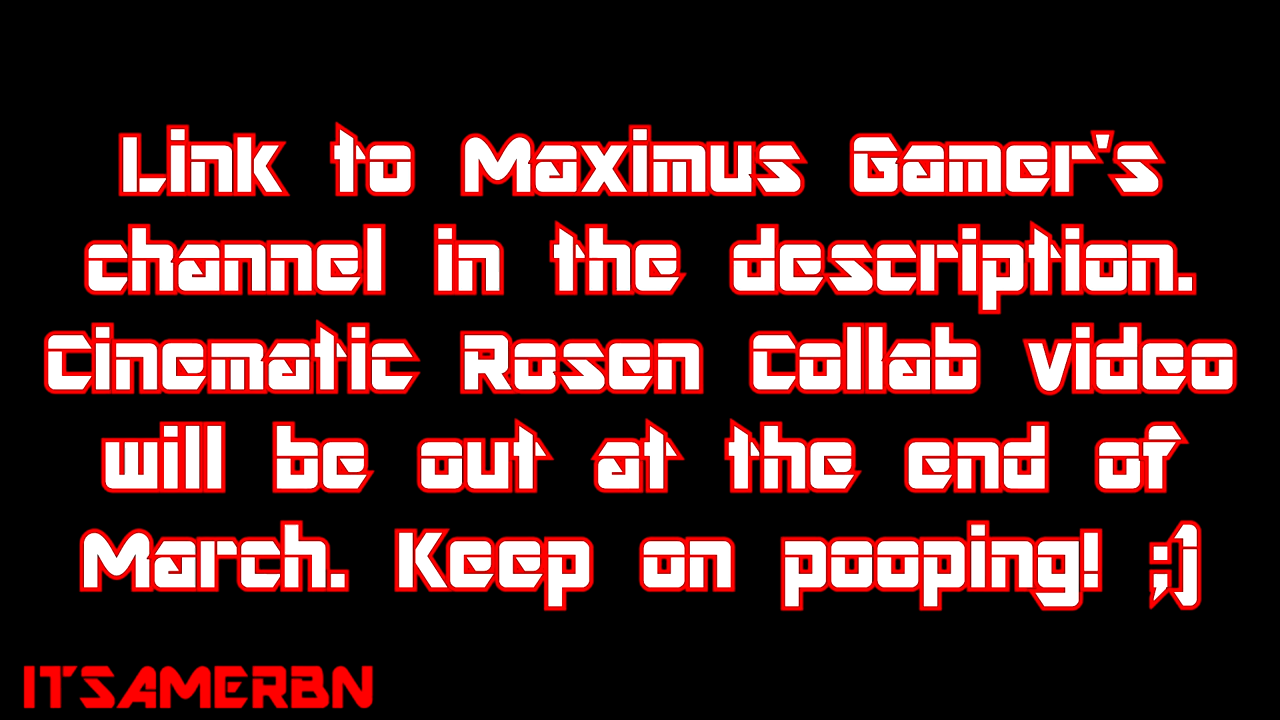 Link to Maximus Gamer's
channel in the description.
Cinematic Rosen Collab video
will be out at the end of
March. Keep on pooping! ;)
ITSAMERBN